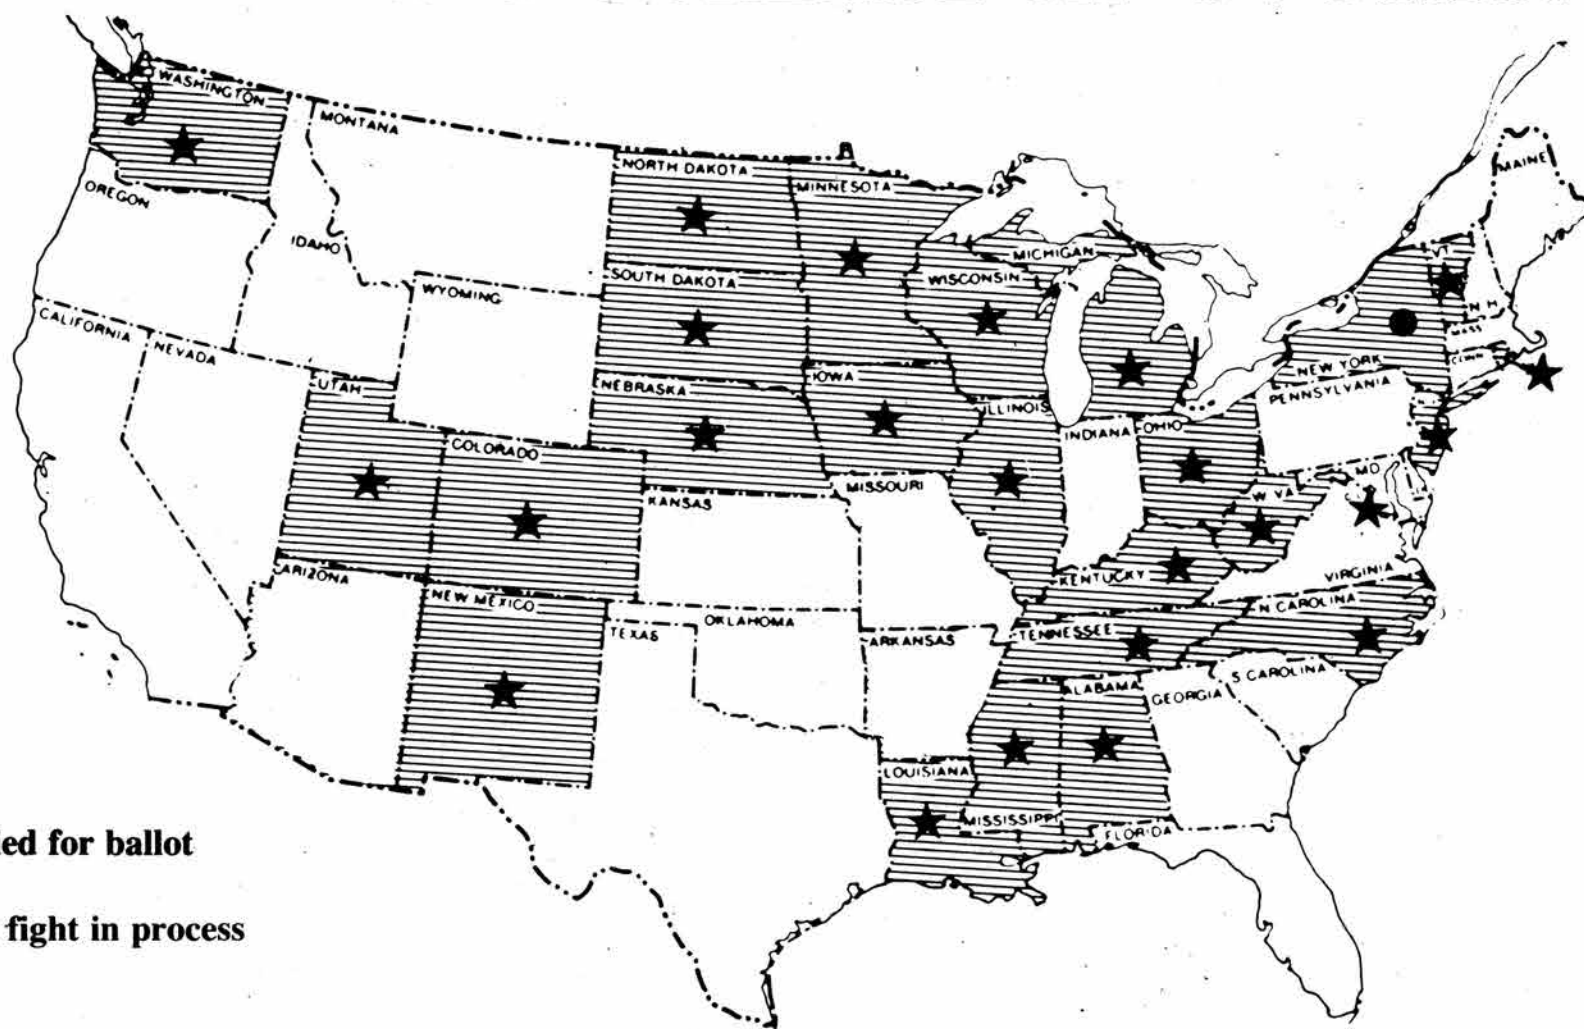 WASHINGTON
MONTANA
NORTH DAKOTA
MINNESOTA
MAINE
OREGON
IDAHO
MICHIGAN
VT
WISCONSIN
SOUTH DAKOTA
WYOMING
N.H.
CALIFORNIA
NEVADA
MASS
CONN
NEW YORK
UTAH
NEBRASKA
IOWA
PENNSYLVANIA
ILLINOIS
INDIANA
OHIO
COLORADO
MD
KANSAS
MISSOURI
W VA
ARIZONA
KENTUCKY
VIRGINIA
NEW MEXICO
N CAROLINA
TEXAS
OKLAHOMA
ARKANSAS
TENNESSEE
S CAROLINA
ALABAMA
GEORGIA
LOUISIANA
MISSISSIPPI
FLORIDA
ed for ballot
fight in process